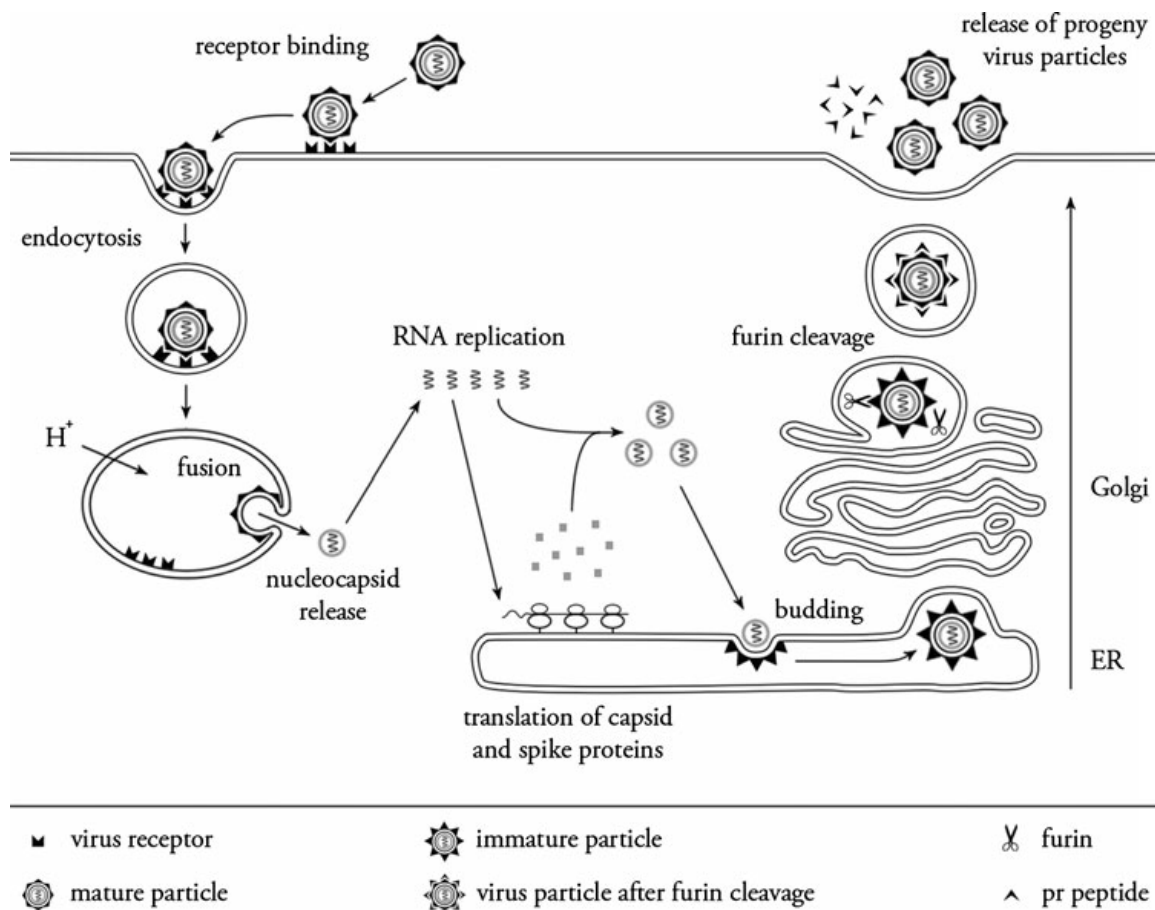 receptor binding
release of progeny
virus particles
endocytosis
RNA replication
furin cleavage
H+
fusion
Golgi
nucleocapsid
release
budding
ER
translation of capsid
and spike proteins
virus receptor
immature particle
furin
mature particle
virus particle after furin cleavage
pr peptide